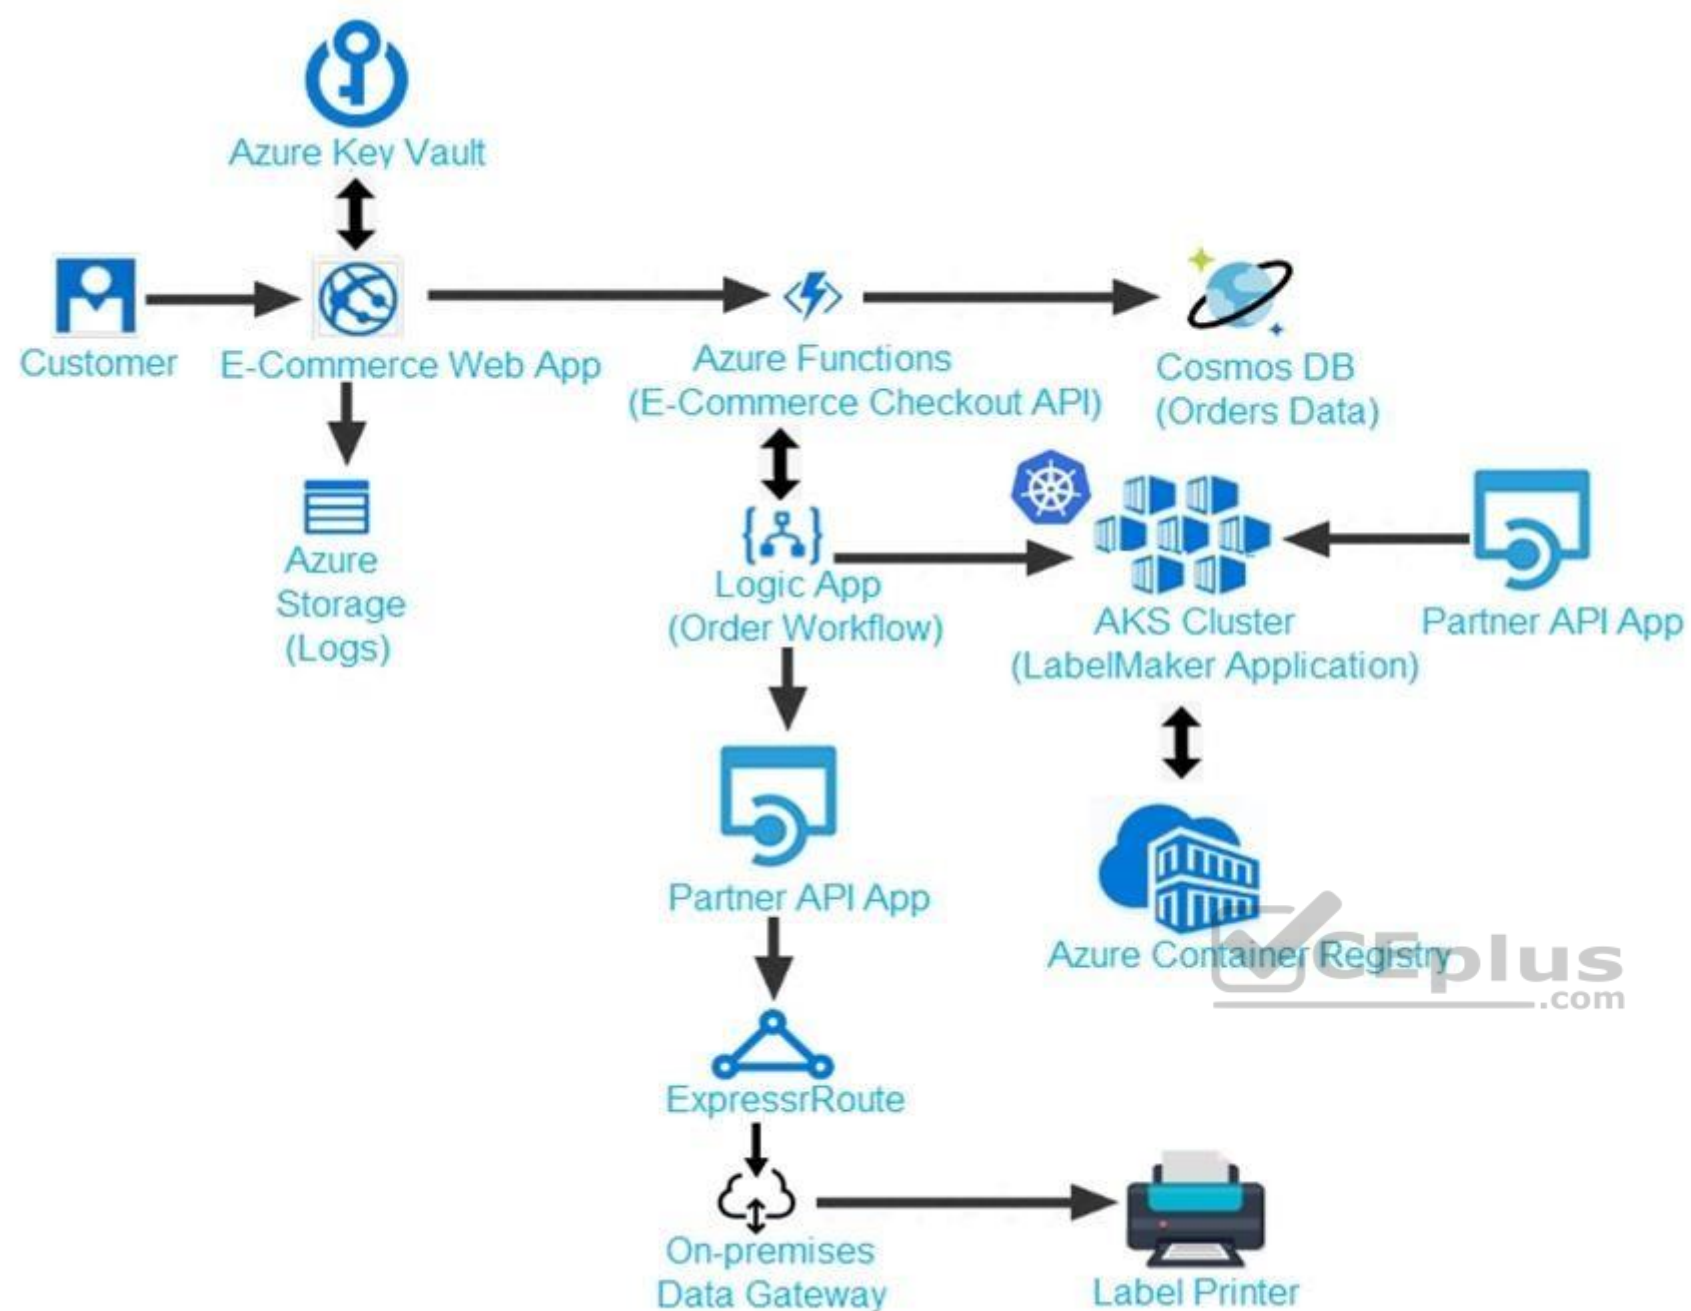 Azure Key Vault
Customer
E-Commerce Web App
Azure Functions
(E-Commerce Checkout API)
Cosmos DB
(Orders Data)
Azure
Storage
(Logs)
Logic App
(Order Workflow)
AKS Cluster
(LabelMaker Application)
Partner API App
Partner API App
Azure Container Registry
CEplus
.com
ExpressrRoute
On-premises
Data Gateway
Label Printer